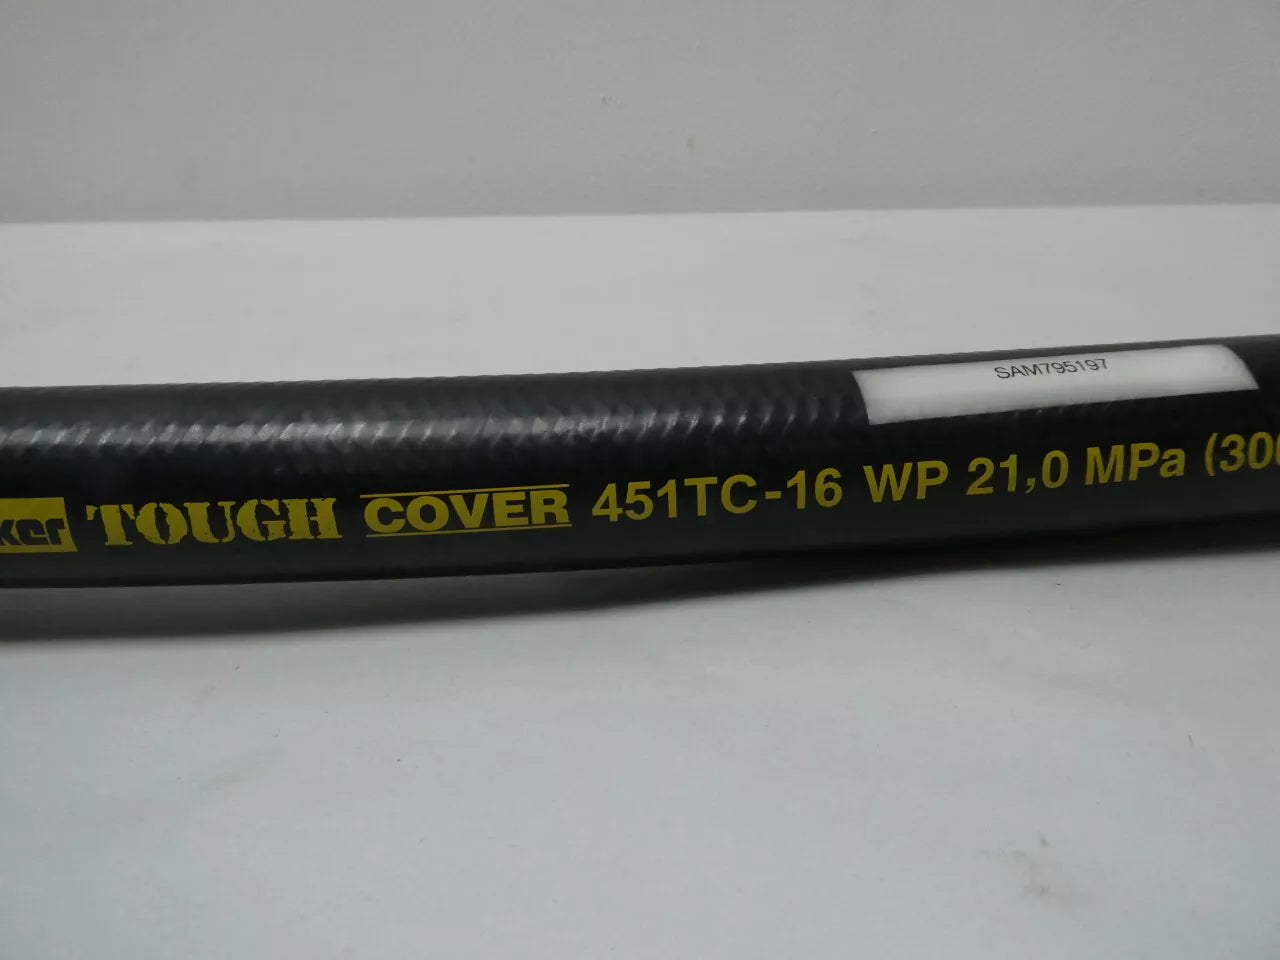 SAM795197
TOUGH COVER 451TC-16 WP 21,0 MPa